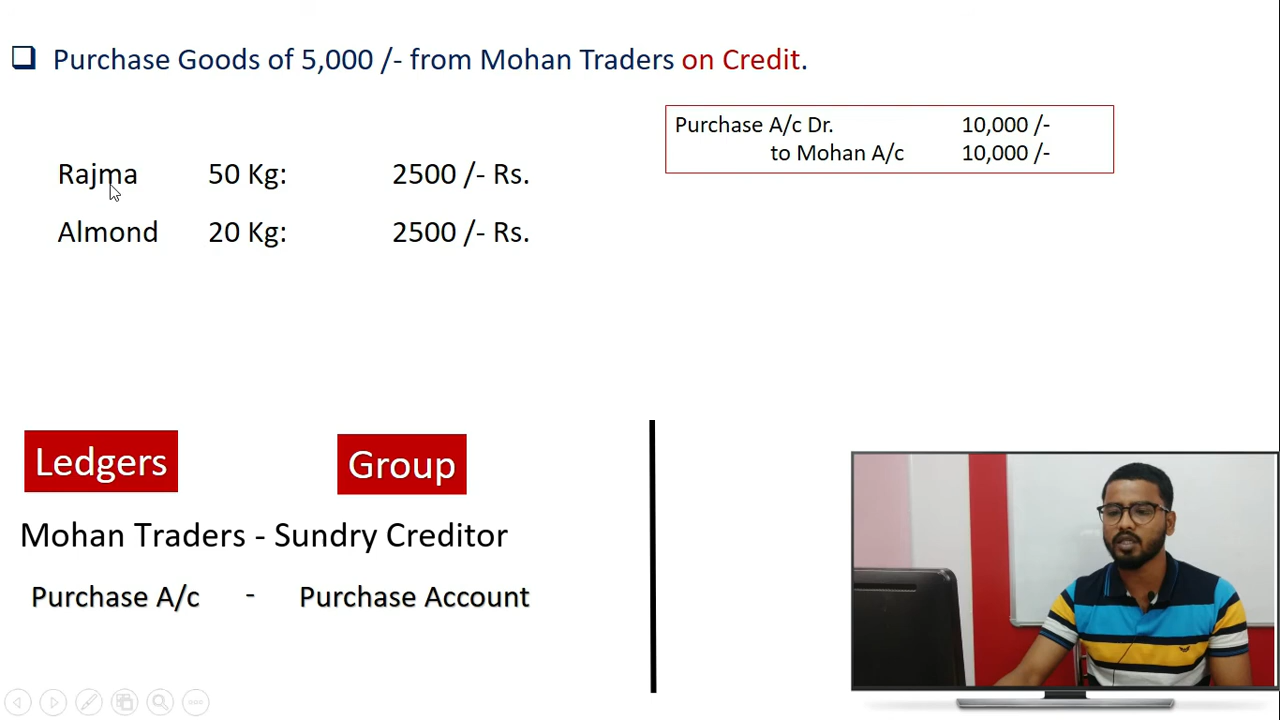 Purchase Goods of 5,000 /- from Mohan Traders on Credit.
Purchase A/c Dr. 10,000 /-
to Mohan A/c 10,000 /-
Rajma 50 Kg: 2500 /- Rs.
Almond 20 Kg: 2500 /- Rs.
Ledgers Group
Mohan Traders - Sundry Creditor
Purchase A/c - Purchase Account